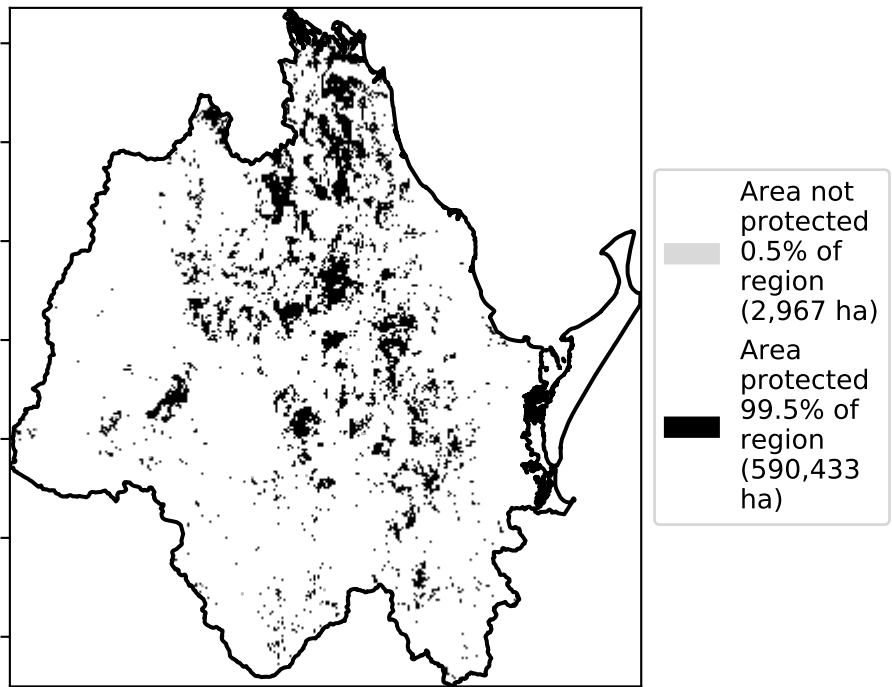 Area not
protected
0.5% of
region
(2,967 ha)
Area
protected
99.5% of
region
(590,433
ha)